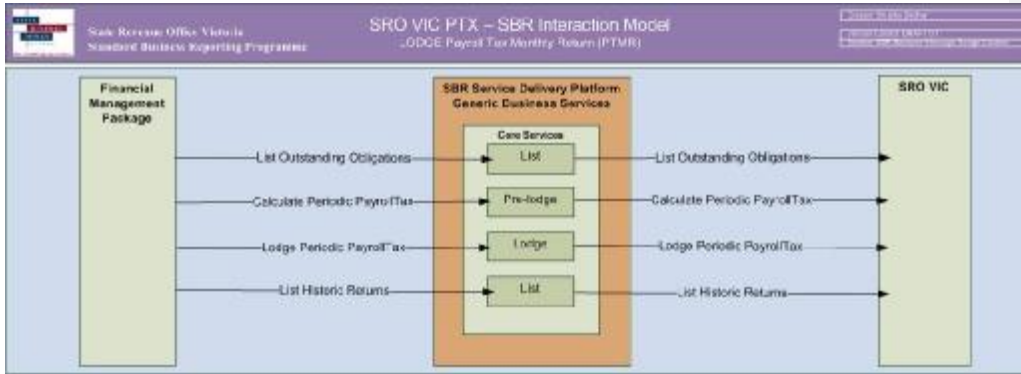 State Revenue Office Victoria
Standard Business Reporting Programme
SRO VIC PTX – SBR Interaction Model
LODGE Payroll Tax Monthly Return (PTMR)
Financial
Management
Package
SBR Service Delivery Platform
Generic Business Services
SRO VIC
Core Services
List Outstanding Obligations
List
List Outstanding Obligations
Calculate Periodic PayrollTax
Pre-lodge
Calculate Periodic PayrollTax
Lodge Periodic PayrollTax
Lodge
Lodge Periodic PayrollTax
List Historic Returns
List
List Historic Returns